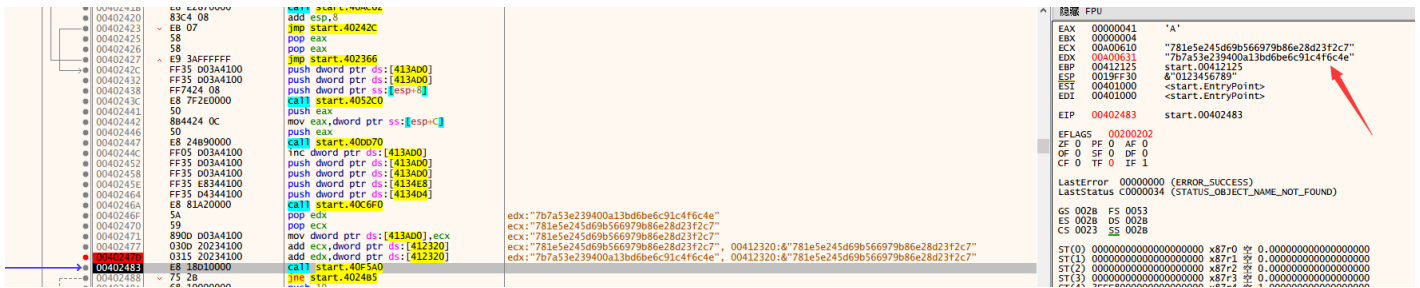 00402420 83C4 08 add esp,8
00402423 EB 07 jmp start.40242C
00402425 58 pop eax
00402426 58 pop eax
00402427 E9 3AFFFFFF jmp start.402366
0040242C FF35 D03A4100 push dword ptr ds:[413AD0]
00402432 FF35 D03A4100 push dword ptr ds:[413AD0]
00402438 FF7424 08 push dword ptr ss:[esp+8]
0040243C E8 7F2E0000 call start.4052C0
00402441 50 push eax
00402442 8B4424 0C mov eax,dword ptr ss:[esp+C]
00402446 50 push eax
00402447 E8 24B90000 call start.40DD70
0040244C FF05 D03A4100 inc dword ptr ds:[413AD0]
00402452 FF35 D03A4100 push dword ptr ds:[413AD0]
00402458 FF35 D03A4100 push dword ptr ds:[413AD0]
0040245E FF35 E8344100 push dword ptr ds:[4134E8]
00402464 FF35 D4344100 push dword ptr ds:[4134D4]
0040246A E8 81A20000 call start.40C6F0
0040246F 5A pop edx edx:"7b7a53e239400a13bd6be6c91c4f6c4e"
00402470 59 pop ecx ecx:"781e5e245d69b566979b86e28d23f2c7"
00402471 890D D03A4100 mov dword ptr ds:[413AD0],ecx ecx:"781e5e245d69b566979b86e28d23f2c7"
00402477 030D 20234100 add ecx,dword ptr ds:[412320] ecx:"781e5e245d69b566979b86e28d23f2c7", 00412320:&"781e5e245d69b566979b86e28d23f2c7"
0040247D 0315 20234100 add edx,dword ptr ds:[412320] edx:"7b7a53e239400a13bd6be6c91c4f6c4e", 00412320:&"781e5e245d69b566979b86e28d23f2c7"
00402483 E8 18D10000 call start.40F5A0
00402488 75 2B jne start.4024B5
隐藏 FPU
EAX 00000041 'A'
EBX 00000004
ECX 00A00610 "781e5e245d69b566979b86e28d23f2c7"
EDX 00A00631 "7b7a53e239400a13bd6be6c91c4f6c4e"
EBP 00412125 start.00412125
ESP 0019FF30 &"0123456789"
ESI 00401000 <start.EntryPoint>
EDI 00401000 <start.EntryPoint>
EIP 00402483 start.00402483
EFLAGS 00200202
ZF 0 PF 0 AF 0
OF 0 SF 0 DF 0
CF 0 TF 0 IF 1
LastError 00000000 (ERROR_SUCCESS)
LastStatus C0000034 (STATUS_OBJECT_NAME_NOT_FOUND)
GS 002B FS 0053
ES 002B DS 002B
CS 0023 SS 002B
ST(0) 00000000000000000000 x87r0 空 0.000000000000000000
ST(1) 00000000000000000000 x87r1 空 0.000000000000000000
ST(2) 00000000000000000000 x87r2 空 0.000000000000000000
ST(3) 00000000000000000000 x87r3 空 0.000000000000000000